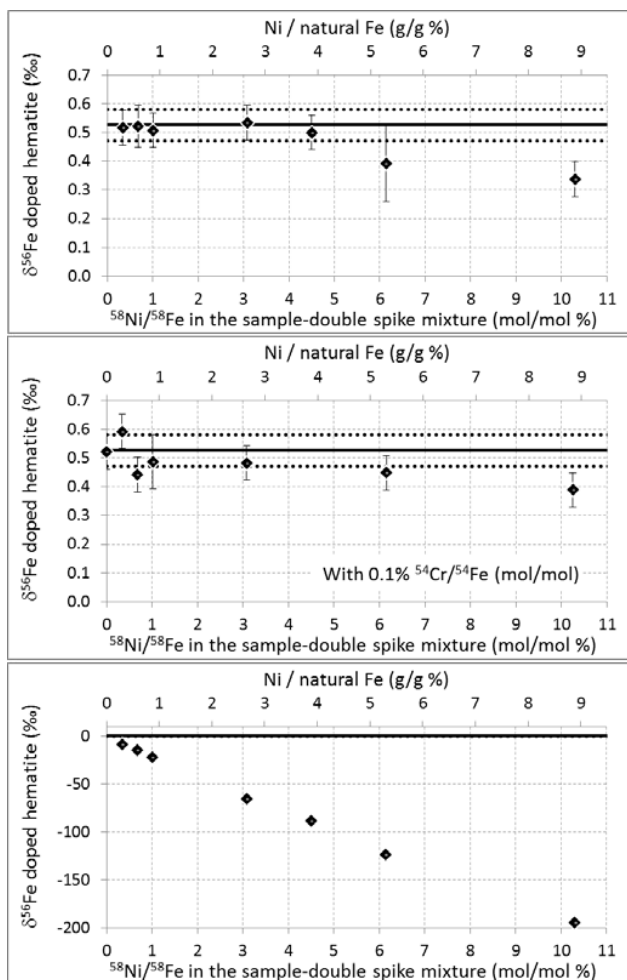 Ni / natural Fe (g/g %)
0 1 2 3 4 5 6 7 8 9
δ⁵⁶Fe doped hematite (‰)
0.7
0.6
0.5
0.4
0.3
0.2
0.1
0.0
0 1 2 3 4 5 6 7 8 9 10 11
⁵⁸Ni/⁵⁸Fe in the sample-double spike mixture (mol/mol %)
Ni / natural Fe (g/g %)
0 1 2 3 4 5 6 7 8 9
δ⁵⁶Fe doped hematite (‰)
0.7
0.6
0.5
0.4
0.3
0.2
0.1
0.0
With 0.1% ⁵⁴Cr/⁵⁴Fe (mol/mol)
0 1 2 3 4 5 6 7 8 9 10 11
⁵⁸Ni/⁵⁸Fe in the sample-double spike mixture (mol/mol %)
Ni / natural Fe (g/g %)
0 1 2 3 4 5 6 7 8 9
δ⁵⁶Fe doped hematite (‰)
0
-50
-100
-150
-200
0 1 2 3 4 5 6 7 8 9 10 11
⁵⁸Ni/⁵⁸Fe in the sample-double spike mixture (mol/mol %)